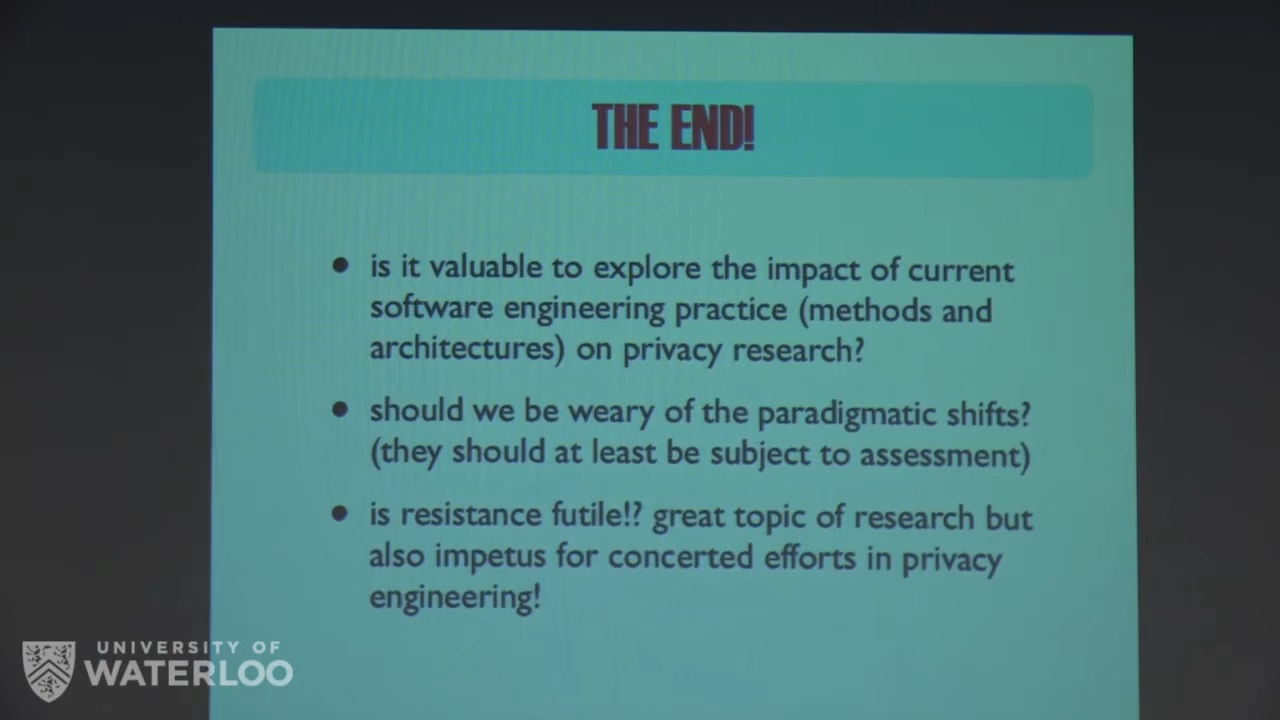 THE END!
• is it valuable to explore the impact of current
software engineering practice (methods and
architectures) on privacy research?
• should we be weary of the paradigmatic shifts?
(they should at least be subject to assessment)
• is resistance futile!? great topic of research but
also impetus for concerted efforts in privacy
engineering!
UNIVERSITY OF
WATERLOO